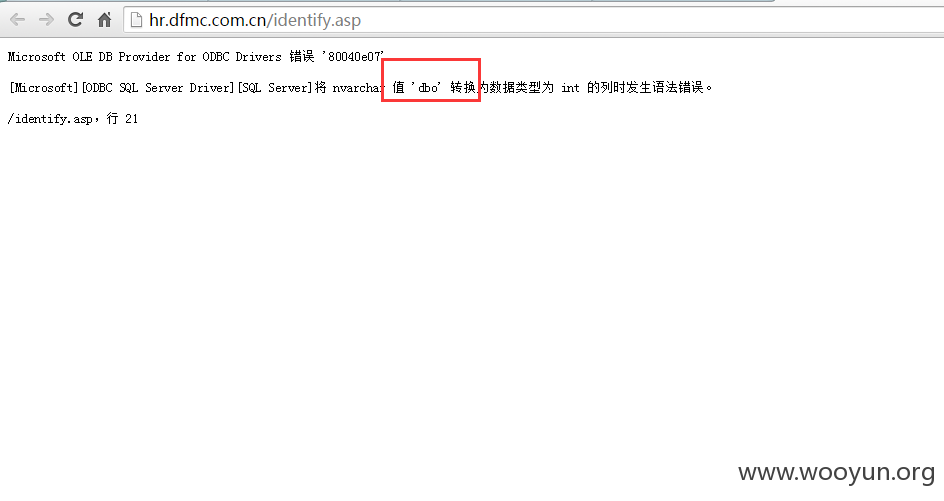 hr.dfmc.com.cn/identify.asp
Microsoft OLE DB Provider for ODBC Drivers 错误 '80040e07'
[Microsoft][ODBC SQL Server Driver][SQL Server]将 nvarchar 值 'dbo' 转换为数据类型为 int 的列时发生语法错误。
/identify.asp，行 21
www.wooyun.org